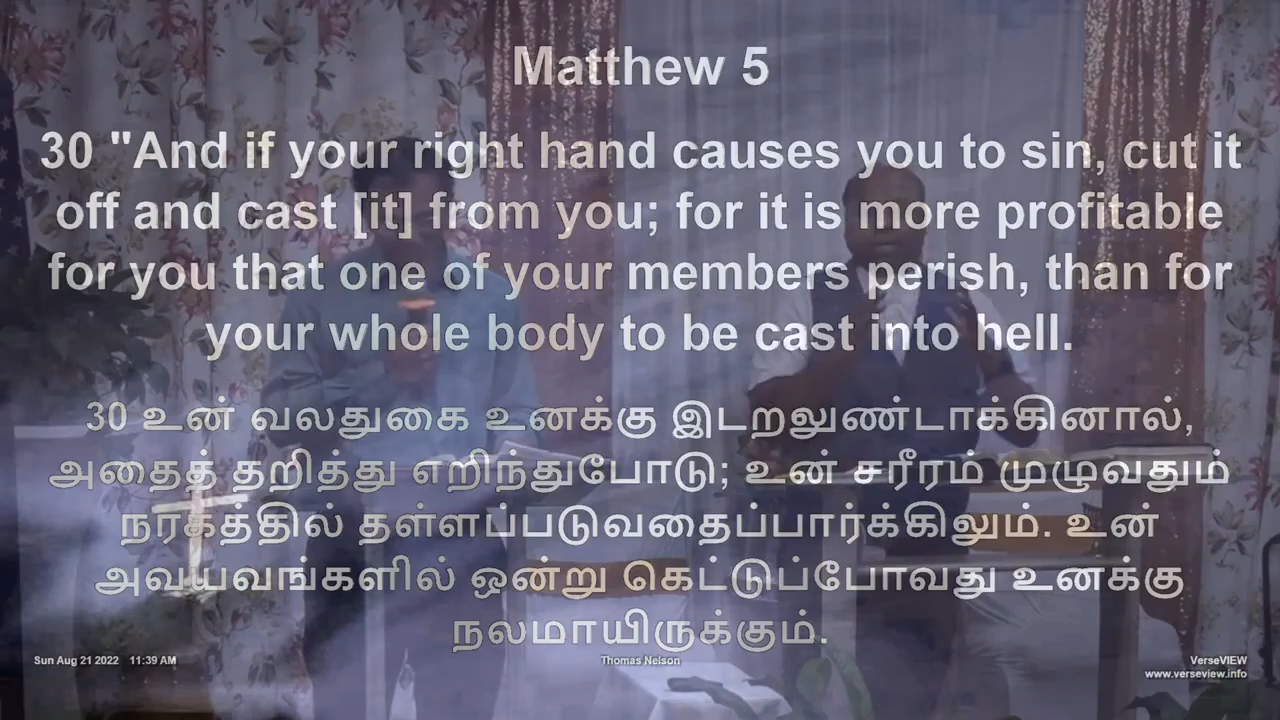 Matthew 5
30 "And if your right hand causes you to sin, cut it
off and cast [it] from you; for it is more profitable
for you that one of your members perish, than for
your whole body to be cast into hell.
30 உன் வலதுகை உனக்கு இடறலுண்டாக்கினால்,
அதைத் தறித்து எறிந்துபோடு; உன் சரீரம் முழுவதும்
நரகத்தில் தள்ளப்படுவதைப்பார்க்கிலும். உன்
அவயவங்களில் ஒன்று கெட்டுப்போவது உனக்கு
நலமாயிருக்கும்.
Sun Aug 21 2022 11:39 AM
Thomas Nelson
VerseVIEW
www.verseview.info